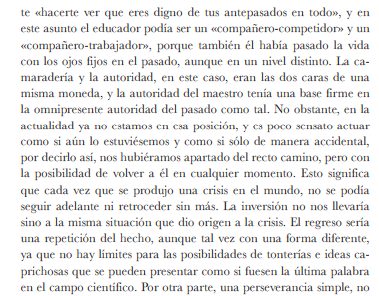 te «hacerte ver que eres digno de tus antepasados en todo», y en
este asunto el educador podía ser un «compañero-competidor» y un
«compañero-trabajador», porque también él había pasado la vida
con los ojos fijos en el pasado, aunque en un nivel distinto. La ca-
maradería y la autoridad, en este caso, eran las dos caras de una
misma moneda, y la autoridad del maestro tenía una base firme en
la omnipresente autoridad del pasado como tal. No obstante, en la
actualidad ya no estamos en esa posición, y es poco sensato actuar
como si aún lo estuviésemos y como si sólo de manera accidental,
por decirlo así, nos hubiéramos apartado del recto camino, pero con
la posibilidad de volver a él en cualquier momento. Esto significa
que cada vez que se produjo una crisis en el mundo, no se podía
seguir adelante ni retroceder sin más. La inversión no nos llevaría
sino a la misma situación que dio origen a la crisis. El regreso sería
una repetición del hecho, aunque tal vez con una forma diferente,
ya que no hay límites para las posibilidades de tonterías e ideas ca-
prichosas que se pueden presentar como si fuesen la última palabra
en el campo científico. Por otra parte, una perseverancia simple, no